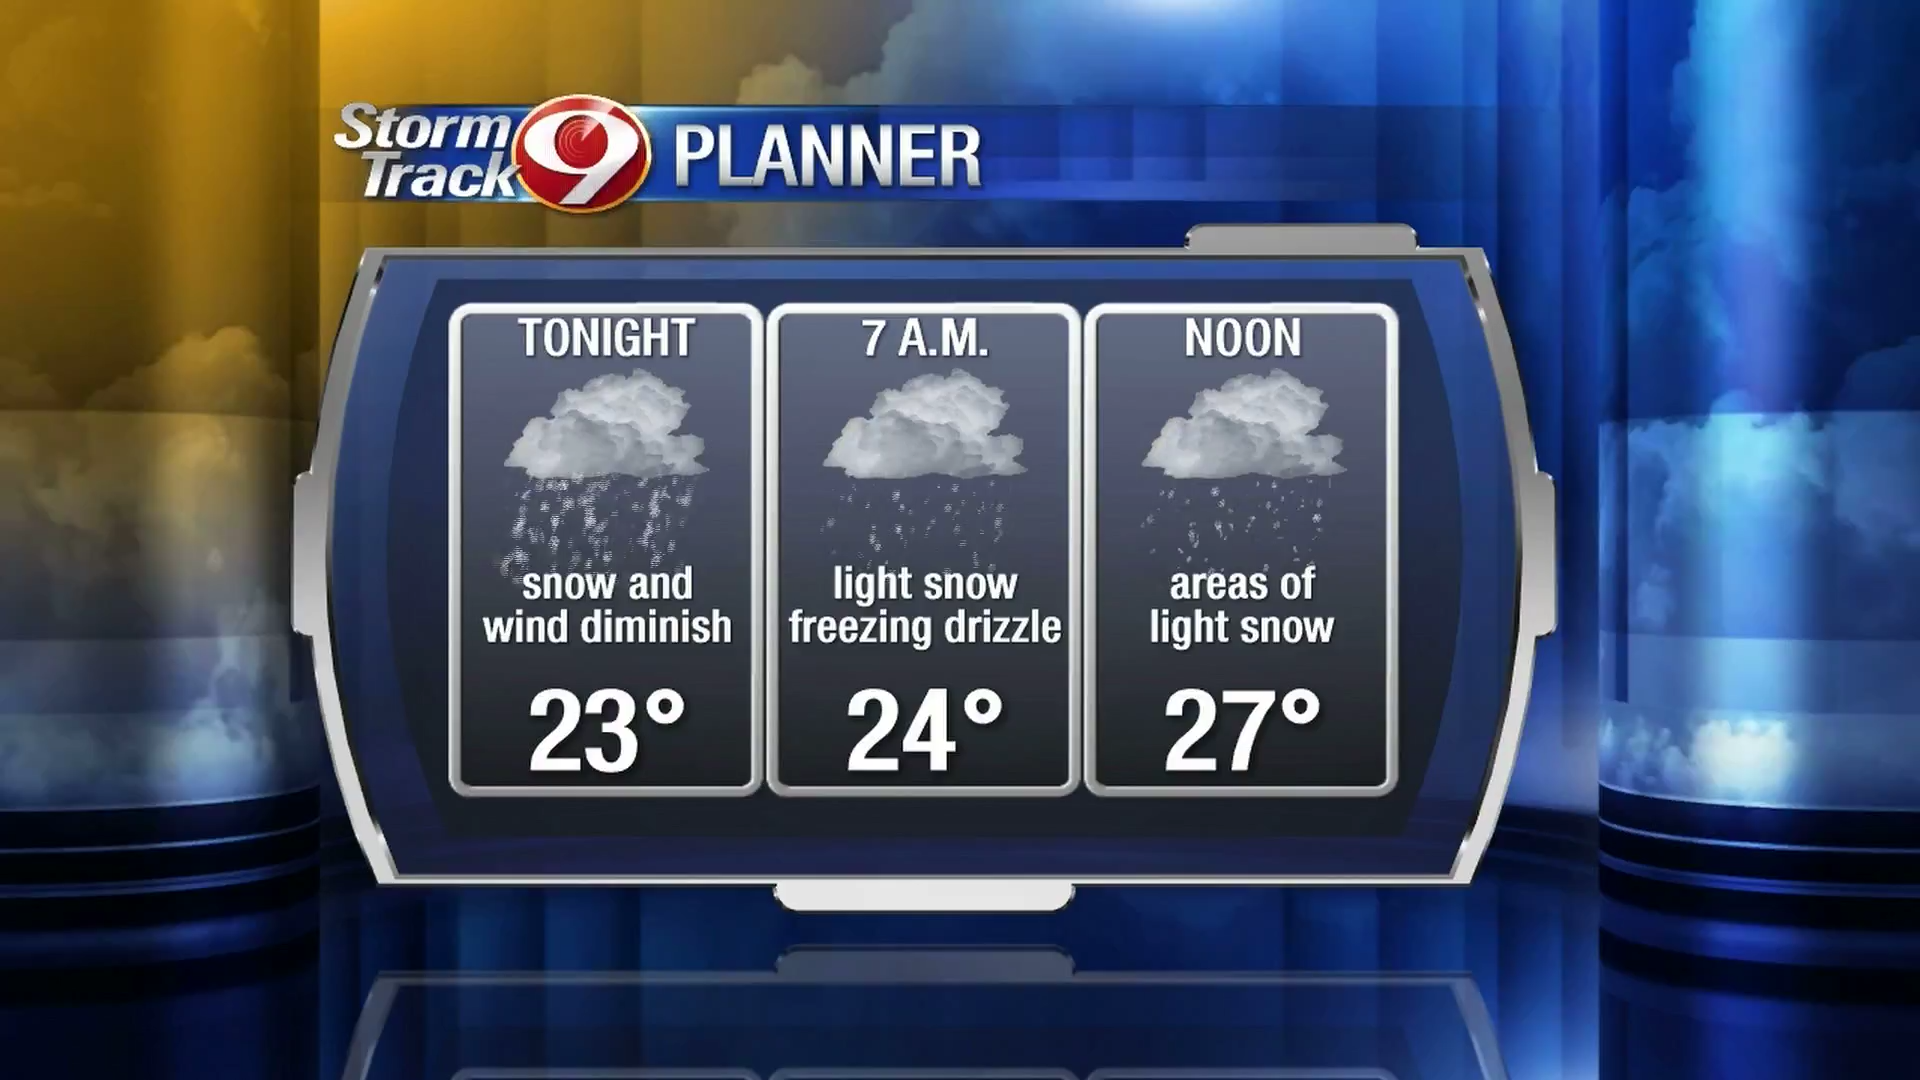 Storm
Track 9 PLANNER
TONIGHT
snow and
wind diminish
23°
7 A.M.
light snow
freezing drizzle
24°
NOON
areas of
light snow
27°